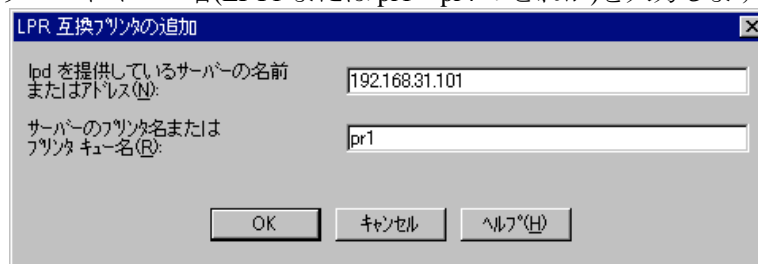 LPR 互換プリンタの追加
lpd を提供しているサーバーの名前
またはアドレス(N):
192.168.31.101
サーバーのプリンタ名または
プリンタ キュー名(R):
pr1
OK キャンセル ヘルプ(H)